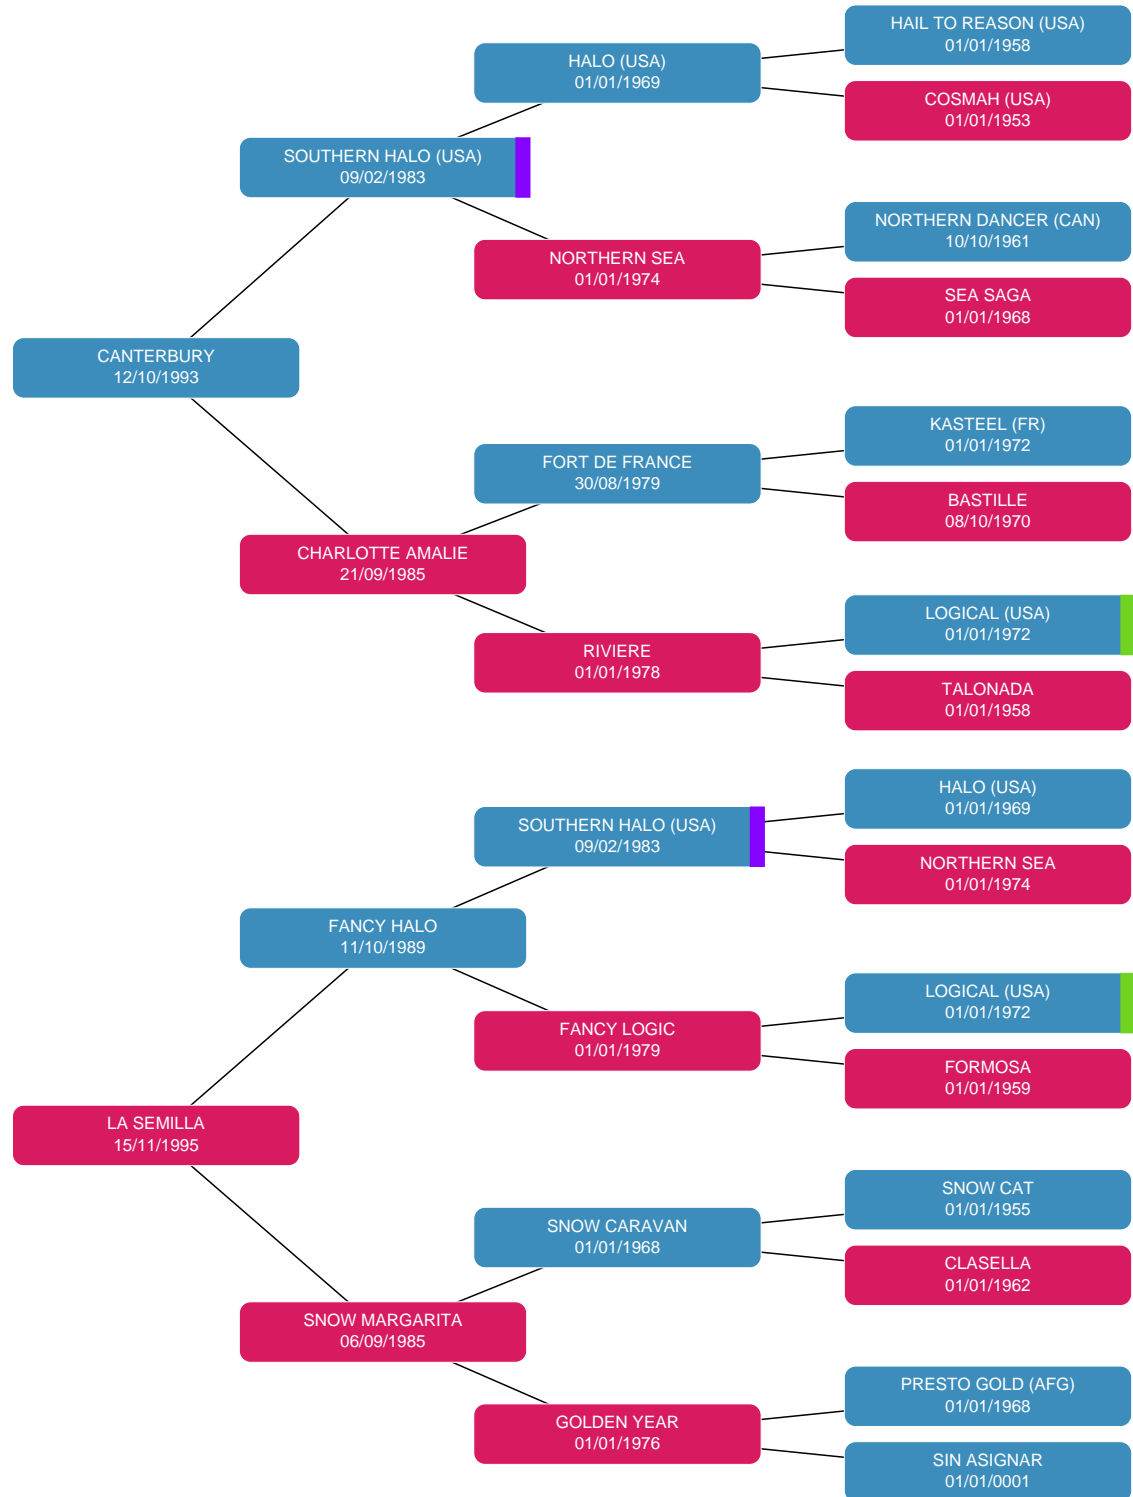 HAIL TO REASON (USA)
01/01/1958
HALO (USA)
01/01/1969
COSMAH (USA)
01/01/1953
SOUTHERN HALO (USA)
09/02/1983
NORTHERN DANCER (CAN)
10/10/1961
NORTHERN SEA
01/01/1974
SEA SAGA
01/01/1968
CANTERBURY
12/10/1993
KASTEEL (FR)
01/01/1972
FORT DE FRANCE
30/08/1979
BASTILLE
08/10/1970
CHARLOTTE AMALIE
21/09/1985
LOGICAL (USA)
01/01/1972
RIVIERE
01/01/1978
TALONADA
01/01/1958
HALO (USA)
01/01/1969
SOUTHERN HALO (USA)
09/02/1983
NORTHERN SEA
01/01/1974
FANCY HALO
11/10/1989
LOGICAL (USA)
01/01/1972
FANCY LOGIC
01/01/1979
FORMOSA
01/01/1959
LA SEMILLA
15/11/1995
SNOW CAT
01/01/1955
SNOW CARAVAN
01/01/1968
CLASELLA
01/01/1962
SNOW MARGARITA
06/09/1985
PRESTO GOLD (AFG)
01/01/1968
GOLDEN YEAR
01/01/1976
SIN ASIGNAR
01/01/0001